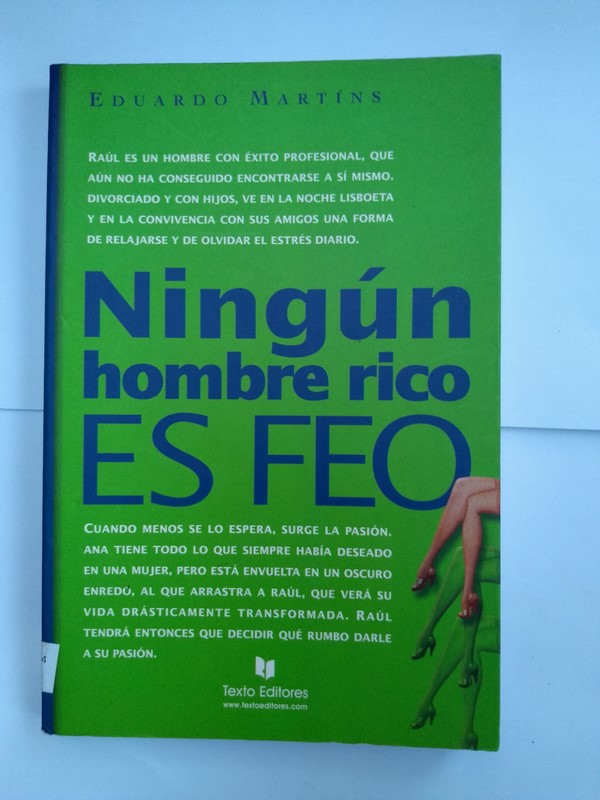 EDUARDO MARTÍNS
RAÚL ES UN HOMBRE CON ÉXITO PROFESIONAL, QUE
AÚN NO HA CONSEGUIDO ENCONTRARSE A SÍ MISMO.
DIVORCIADO Y CON HIJOS, VE EN LA NOCHE LISBOETA
Y EN LA CONVIVENCIA CON SUS AMIGOS UNA FORMA
DE RELAJARSE Y DE OLVIDAR EL ESTRÉS DIARIO.
Ningún
hombre rico
ES FEO
CUANDO MENOS SE LO ESPERA, SURGE LA PASIÓN.
ANA TIENE TODO LO QUE SIEMPRE HABÍA DESEADO
EN UNA MUJER, PERO ESTÁ ENVUELTA EN UN OSCURO
ENREDO, AL QUE ARRASTRA A RAÚL, QUE VERÁ SU
VIDA DRÁSTICAMENTE TRANSFORMADA. RAÚL
TENDRÁ ENTONCES QUE DECIDIR QUÉ RUMBO DARLE
A SU PASIÓN.
4
Texto Editores
www.textoeditores.com